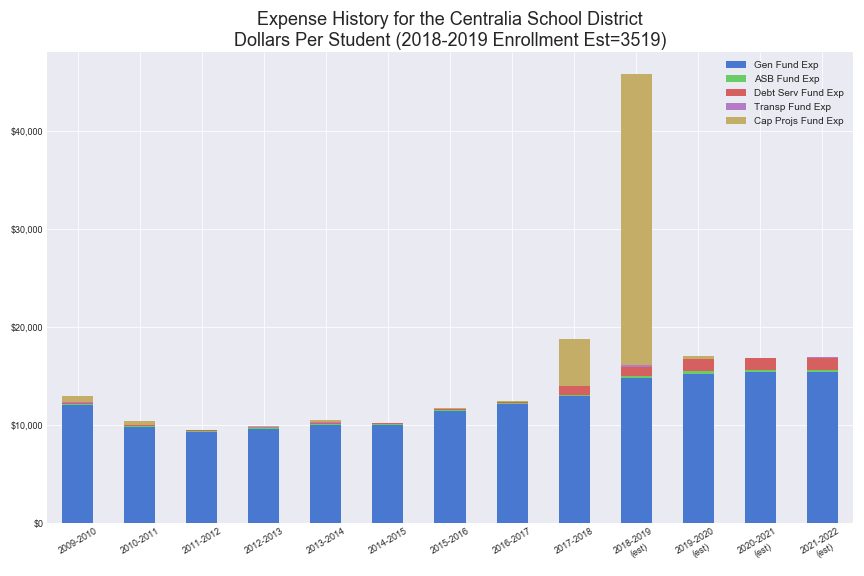 Expense History for the Centralia School District
Dollars Per Student (2018-2019 Enrollment Est=3519)
Gen Fund Exp
ASB Fund Exp
Debt Serv Fund Exp
Transp Fund Exp
Cap Projs Fund Exp
$40,000
$30,000
$20,000
$10,000
$0
2009-2010
2010-2011
2011-2012
2012-2013
2013-2014
2014-2015
2015-2016
2016-2017
2017-2018
2018-2019
(est)
2019-2020
(est)
2020-2021
(est)
2021-2022
(est)